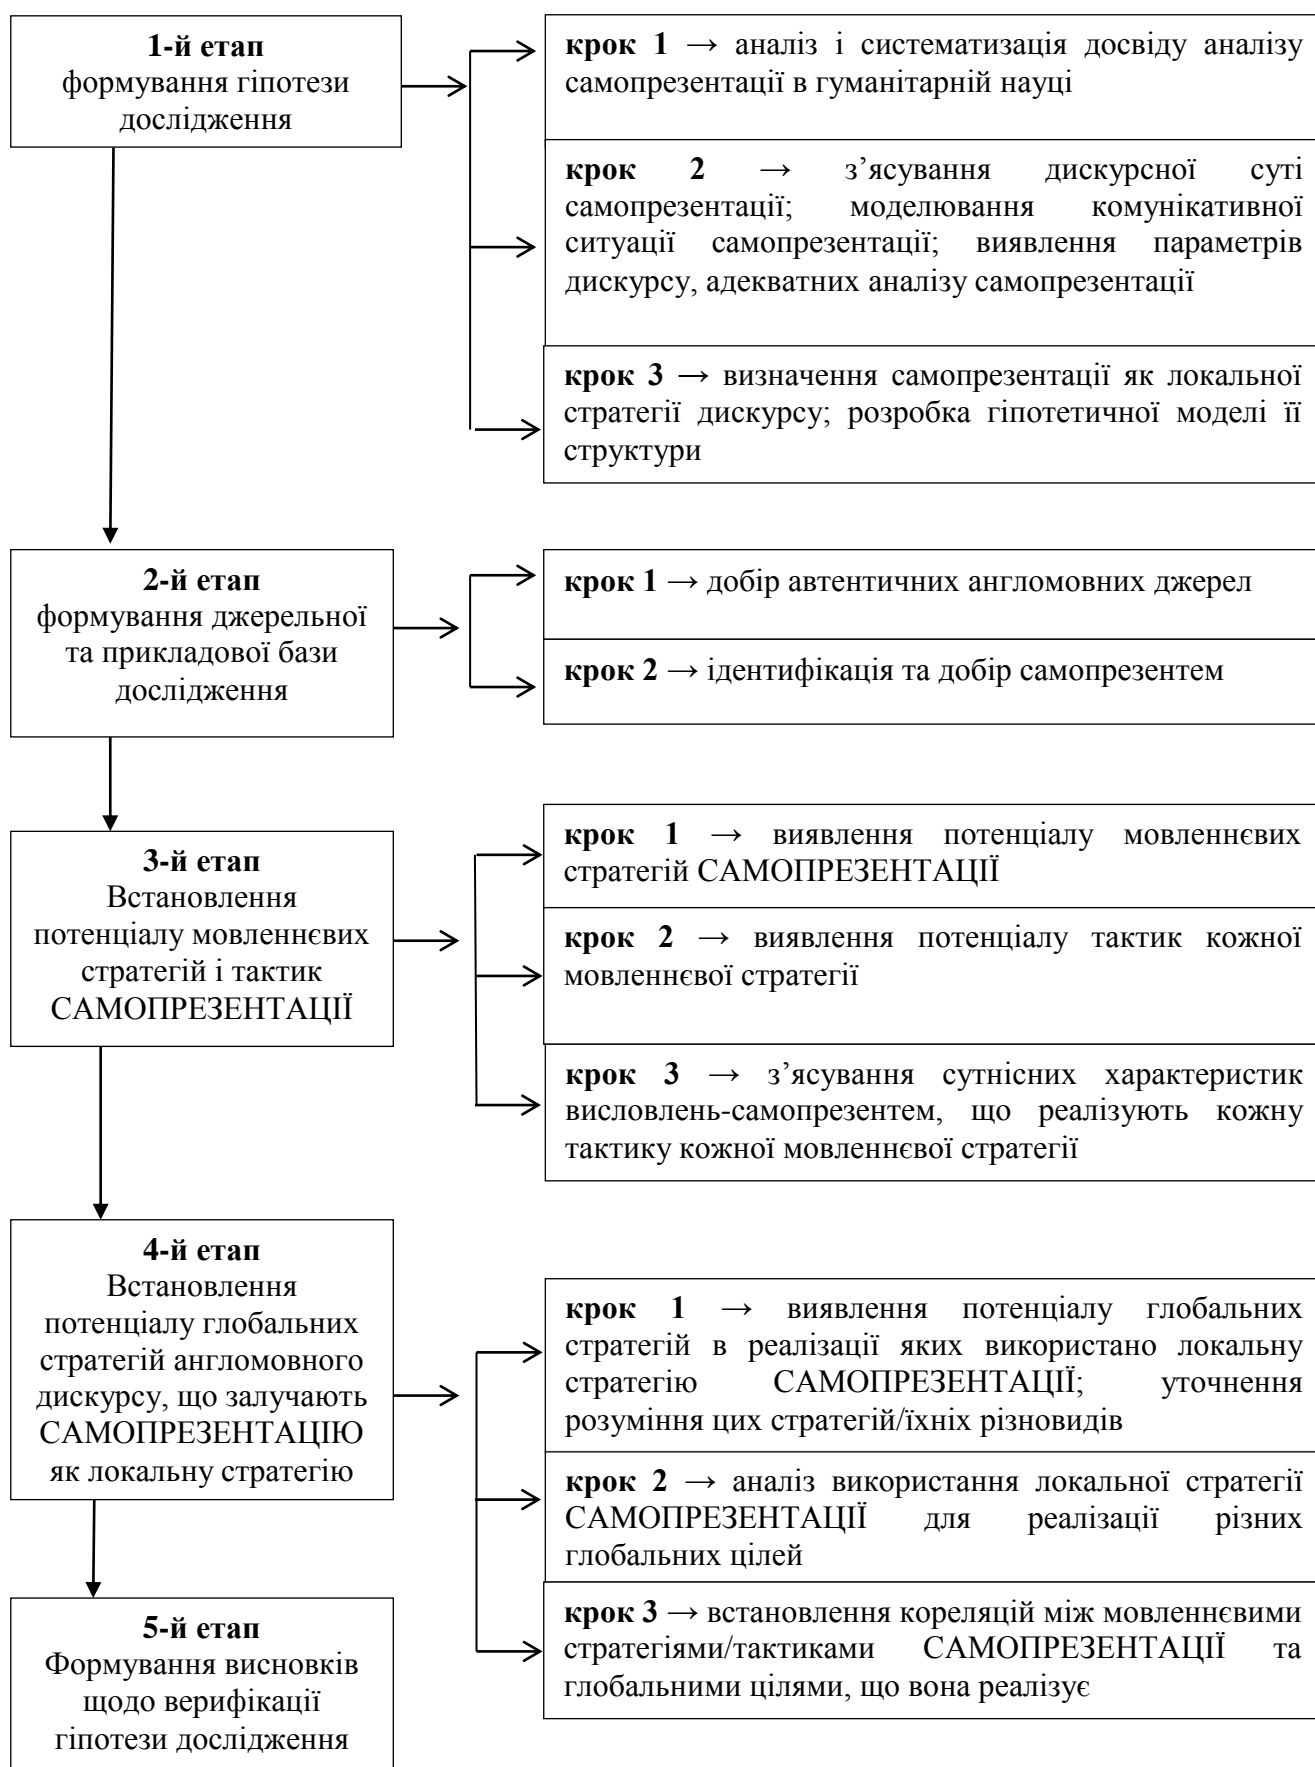 1-й етап
формування гіпотези
дослідження
крок 1 → аналіз і систематизація досвіду аналізу
самопрезентації в гуманітарній науці
крок 2 → з’ясування дискурсної суті
самопрезентації; моделювання комунікативної
ситуації самопрезентації; виявлення параметрів
дискурсу, адекватних аналізу самопрезентації
крок 3 → визначення самопрезентації як локальної
стратегії дискурсу; розробка гіпотетичної моделі її
структури
2-й етап
формування джерельної
та прикладової бази
дослідження
крок 1 → добір автентичних англомовних джерел
крок 2 → ідентифікація та добір самопрезентем
3-й етап
Встановлення
потенціалу мовленнєвих
стратегій і тактик
САМОПРЕЗЕНТАЦІЇ
крок 1 → виявлення потенціалу мовленнєвих
стратегій САМОПРЕЗЕНТАЦІЇ
крок 2 → виявлення потенціалу тактик кожної
мовленнєвої стратегії
крок 3 → з’ясування сутнісних характеристик
висловлень-самопрезентем, що реалізують кожну
тактику кожної мовленнєвої стратегії
4-й етап
Встановлення
потенціалу глобальних
стратегій англомовного
дискурсу, що залучають
САМОПРЕЗЕНТАЦІЮ
як локальну стратегію
крок 1 → виявлення потенціалу глобальних
стратегій в реалізації яких використано локальну
стратегію САМОПРЕЗЕНТАЦІЇ; уточнення
розуміння цих стратегій/їхніх різновидів
крок 2 → аналіз використання локальної стратегії
САМОПРЕЗЕНТАЦІЇ для реалізації різних
глобальних цілей
крок 3 → встановлення кореляцій між мовленнєвими
стратегіями/тактиками САМОПРЕЗЕНТАЦІЇ та
глобальними цілями, що вона реалізує
5-й етап
Формування висновків
щодо верифікації
гіпотези дослідження